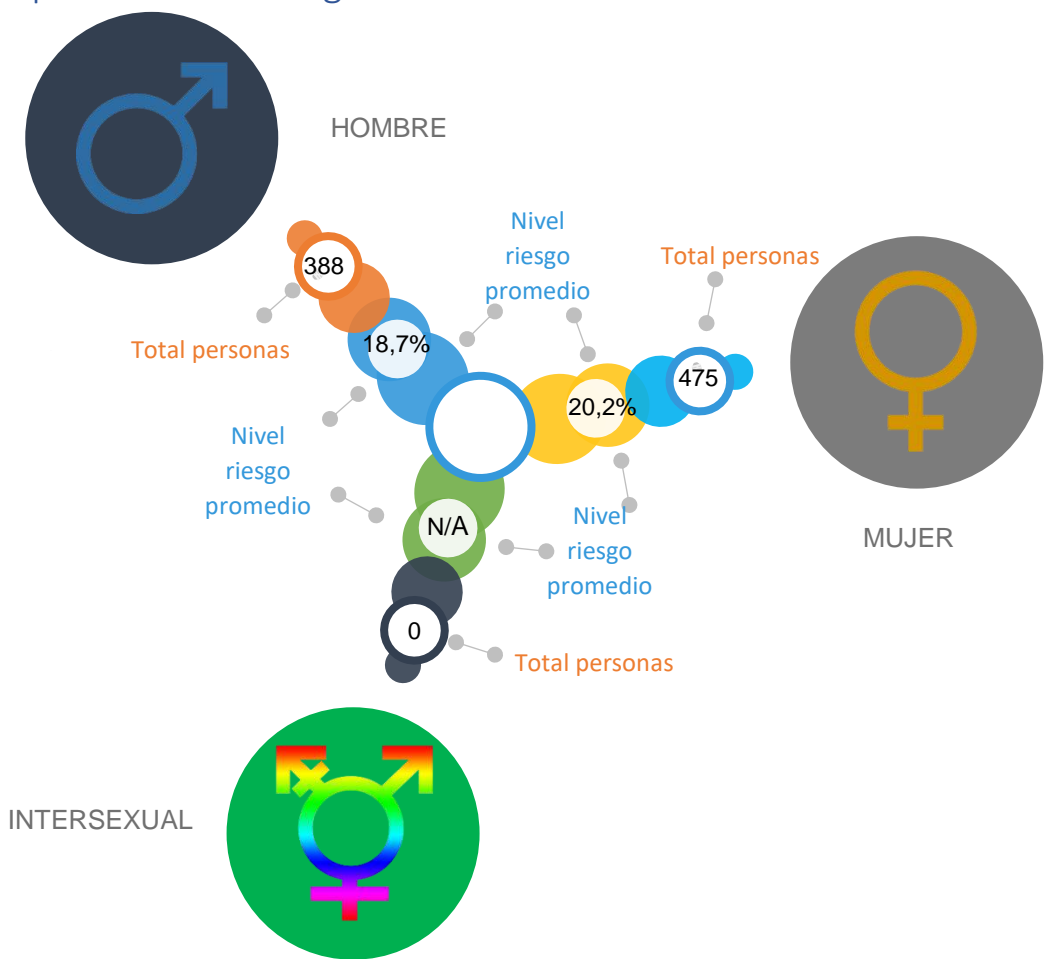 HOMBRE
388
Total personas
18,7%
Nivel
riesgo
promedio
Nivel
riesgo
promedio
Total personas
475
20,2%
MUJER
N/A
Nivel
riesgo
promedio
0
Total personas
INTERSEXUAL